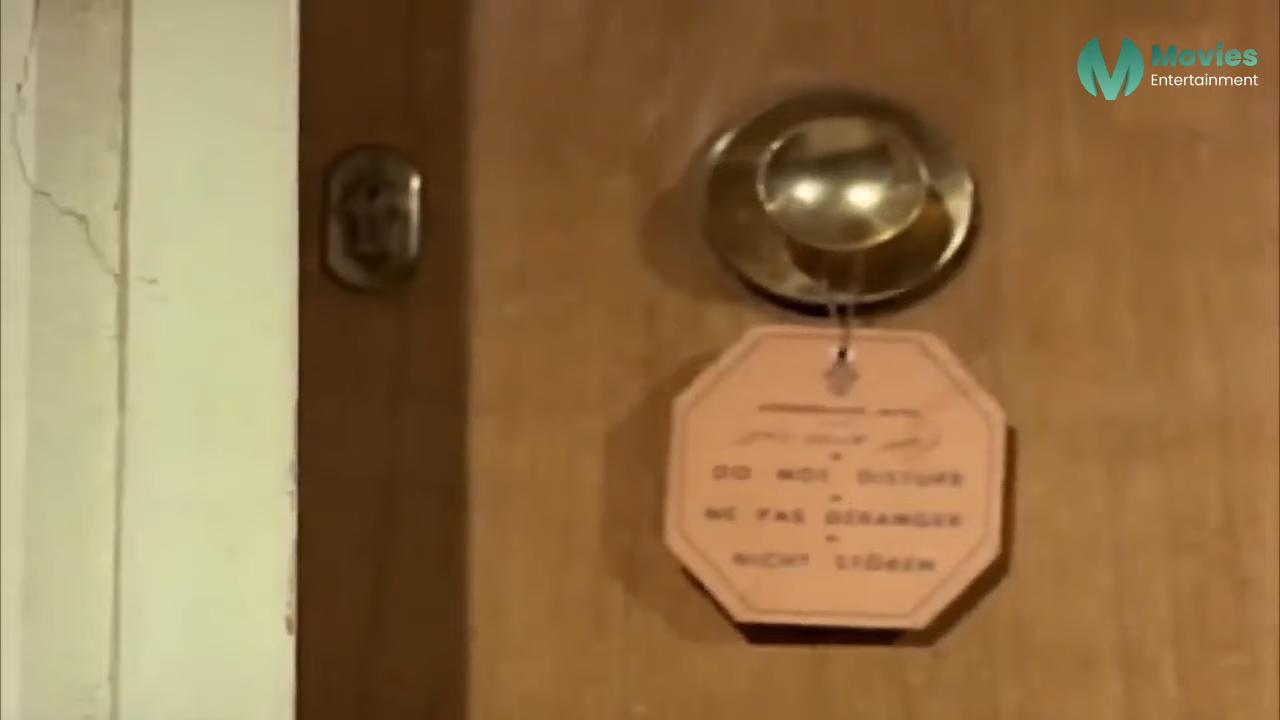 Movies
Entertainment
DO NOT DISTURB
NE PAS DÉRANGER
NICHT STÖREN